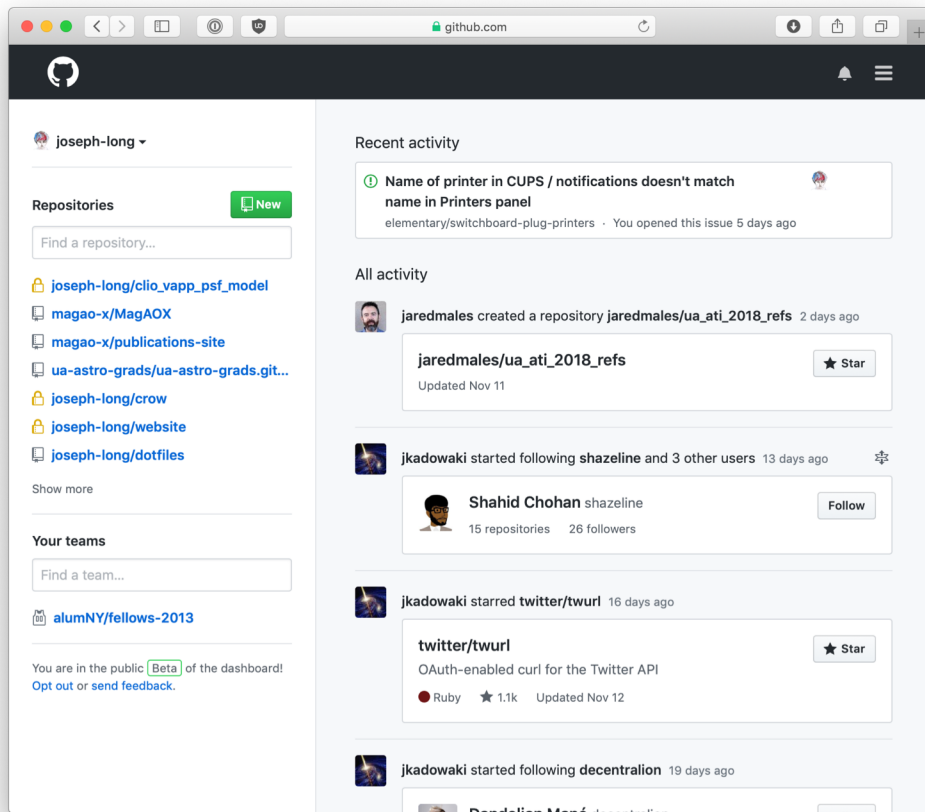 github.com
joseph-long
Repositories
New
Find a repository...
joseph-long/clio_vapp_psf_model
magao-x/MagAOX
magao-x/publications-site
ua-astro-grads/ua-astro-grads.git...
joseph-long/crow
joseph-long/website
joseph-long/dotfiles
Show more
Your teams
Find a team...
alumNY/fellows-2013
You are in the public Beta of the dashboard!
Opt out or send feedback.
Recent activity
Name of printer in CUPS / notifications doesn't match
name in Printers panel
elementary/switchboard-plug-printers · You opened this issue 5 days ago
All activity
jaredmales created a repository jaredmales/ua_ati_2018_refs 2 days ago
jaredmales/ua_ati_2018_refs
Star
Updated Nov 11
jkadowaki started following shazeline and 3 other users 13 days ago
Shahid Chohan shazeline
Follow
15 repositories 26 followers
jkadowaki starred twitter/twurl 16 days ago
twitter/twurl
Star
OAuth-enabled curl for the Twitter API
Ruby 1.1k Updated Nov 12
jkadowaki started following decentralion 19 days ago